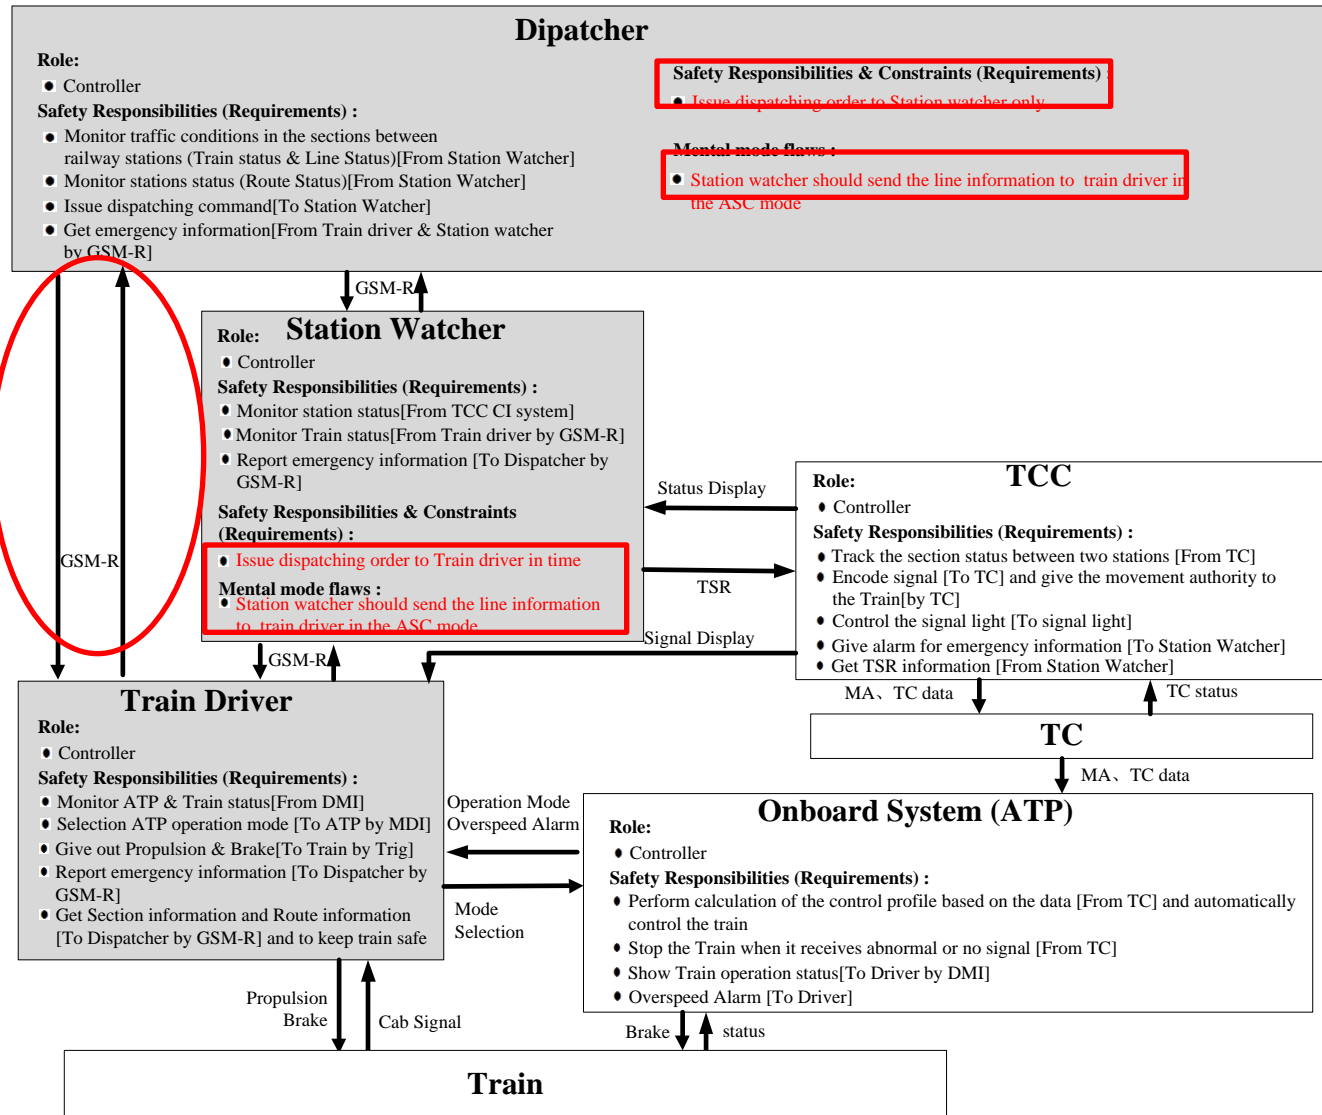 Dipatcher
Role:
Controller
Safety Responsibilities (Requirements) :
Monitor traffic conditions in the sections between
railway stations (Train status & Line Status)[From Station Watcher]
Monitor stations status (Route Status)[From Station Watcher]
Issue dispatching command[To Station Watcher]
Get emergency information[From Train driver & Station watcher
by GSM-R]
Safety Responsibilities & Constraints (Requirements) :
Issue dispatching order to Station watcher only
Mental mode flaws :
Station watcher should send the line information to train driver in
the ASC mode
GSM-R
GSM-R
Station Watcher
Role:
Controller
Safety Responsibilities (Requirements) :
Monitor station status[From TCC CI system]
Monitor Train status[From Train driver by GSM-R]
Report emergency information [To Dispatcher by
GSM-R]
Safety Responsibilities & Constraints
(Requirements) :
Issue dispatching order to Train driver in time
Mental mode flaws :
Station watcher should send the line information
to train driver in the ASC mode
GSM-R
Status Display
TSR
Signal Display
TCC
Role:
Controller
Safety Responsibilities (Requirements) :
Track the section status between two stations [From TC]
Encode signal [To TC] and give the movement authority to
the Train[by TC]
Control the signal light [To signal light]
Give alarm for emergency information [To Station Watcher]
Get TSR information [From Station Watcher]
MA、TC data
TC status
TC
MA、TC data
Train Driver
Role:
Controller
Safety Responsibilities (Requirements) :
Monitor ATP & Train status[From DMI]
Selection ATP operation mode [To ATP by MDI]
Give out Propulsion & Brake[To Train by Trig]
Report emergency information [To Dispatcher by
GSM-R]
Get Section information and Route information
[To Dispatcher by GSM-R] and to keep train safe
Operation Mode
Overspeed Alarm
Mode
Selection
Onboard System (ATP)
Role:
Controller
Safety Responsibilities (Requirements) :
Perform calculation of the control profile based on the data [From TC] and automatically
control the train
Stop the Train when it receives abnormal or no signal [From TC]
Show Train operation status[To Driver by DMI]
Overspeed Alarm [To Driver]
Propulsion
Brake
Cab Signal
Brake
status
Train